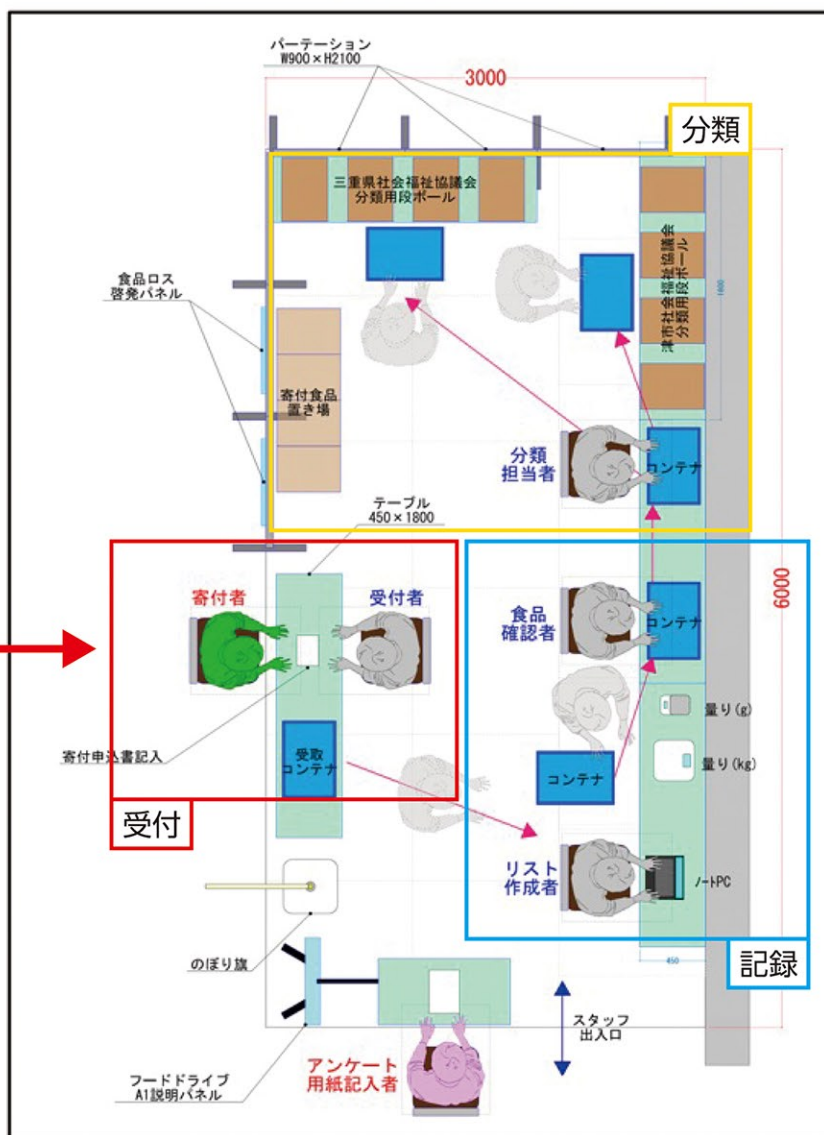 パーテーション
W900×H2100
3000
分類
三重県社会福祉協議会
分類用段ボール
津市社会福祉協議会
分類用段ボール
1800
食品ロス
啓発パネル
寄付食品
置き場
分類
担当者
コンテナ
テーブル
450×1800
6000
寄付者
受付者
食品
確認者
コンテナ
量り(g)
寄付申込書記入
受取
コンテナ
コンテナ
量り(kg)
受付
リスト
作成者
ノートPC
のぼり旗
450
記録
スタッフ
出入口
フードドライブ
A1説明パネル
アンケート
用紙記入者